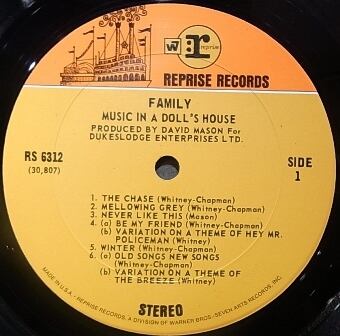 W r reprise
REPRISE RECORDS
FAMILY
MUSIC IN A DOLL'S HOUSE
PRODUCED BY DAVID MASON For
DUKESLODGE ENTERPRISES LTD.
RS 6312
(30,807)
SIDE
1
1. THE CHASE (Whitney-Chapman)
2. MELLOWING GREY (Whitney-Chapman)
3. NEVER LIKE THIS (Mason)
4. (a) BE MY FRIEND (Whitney-Chapman)
(b) VARIATION ON A THEME OF HEY MR.
POLICEMAN (Whitney)
5. WINTER (Whitney-Chapman)
6. (a) OLD SONGS NEW SONGS
(Whitney-Chapman)
(b) VARIATION ON A THEME OF
THE BREEZE (Whitney)
STEREO
MADE IN U.S.A. - REPRISE RECORDS, A DIVISION OF WARNER BROS.-SEVEN ARTS RECORDS, INC.